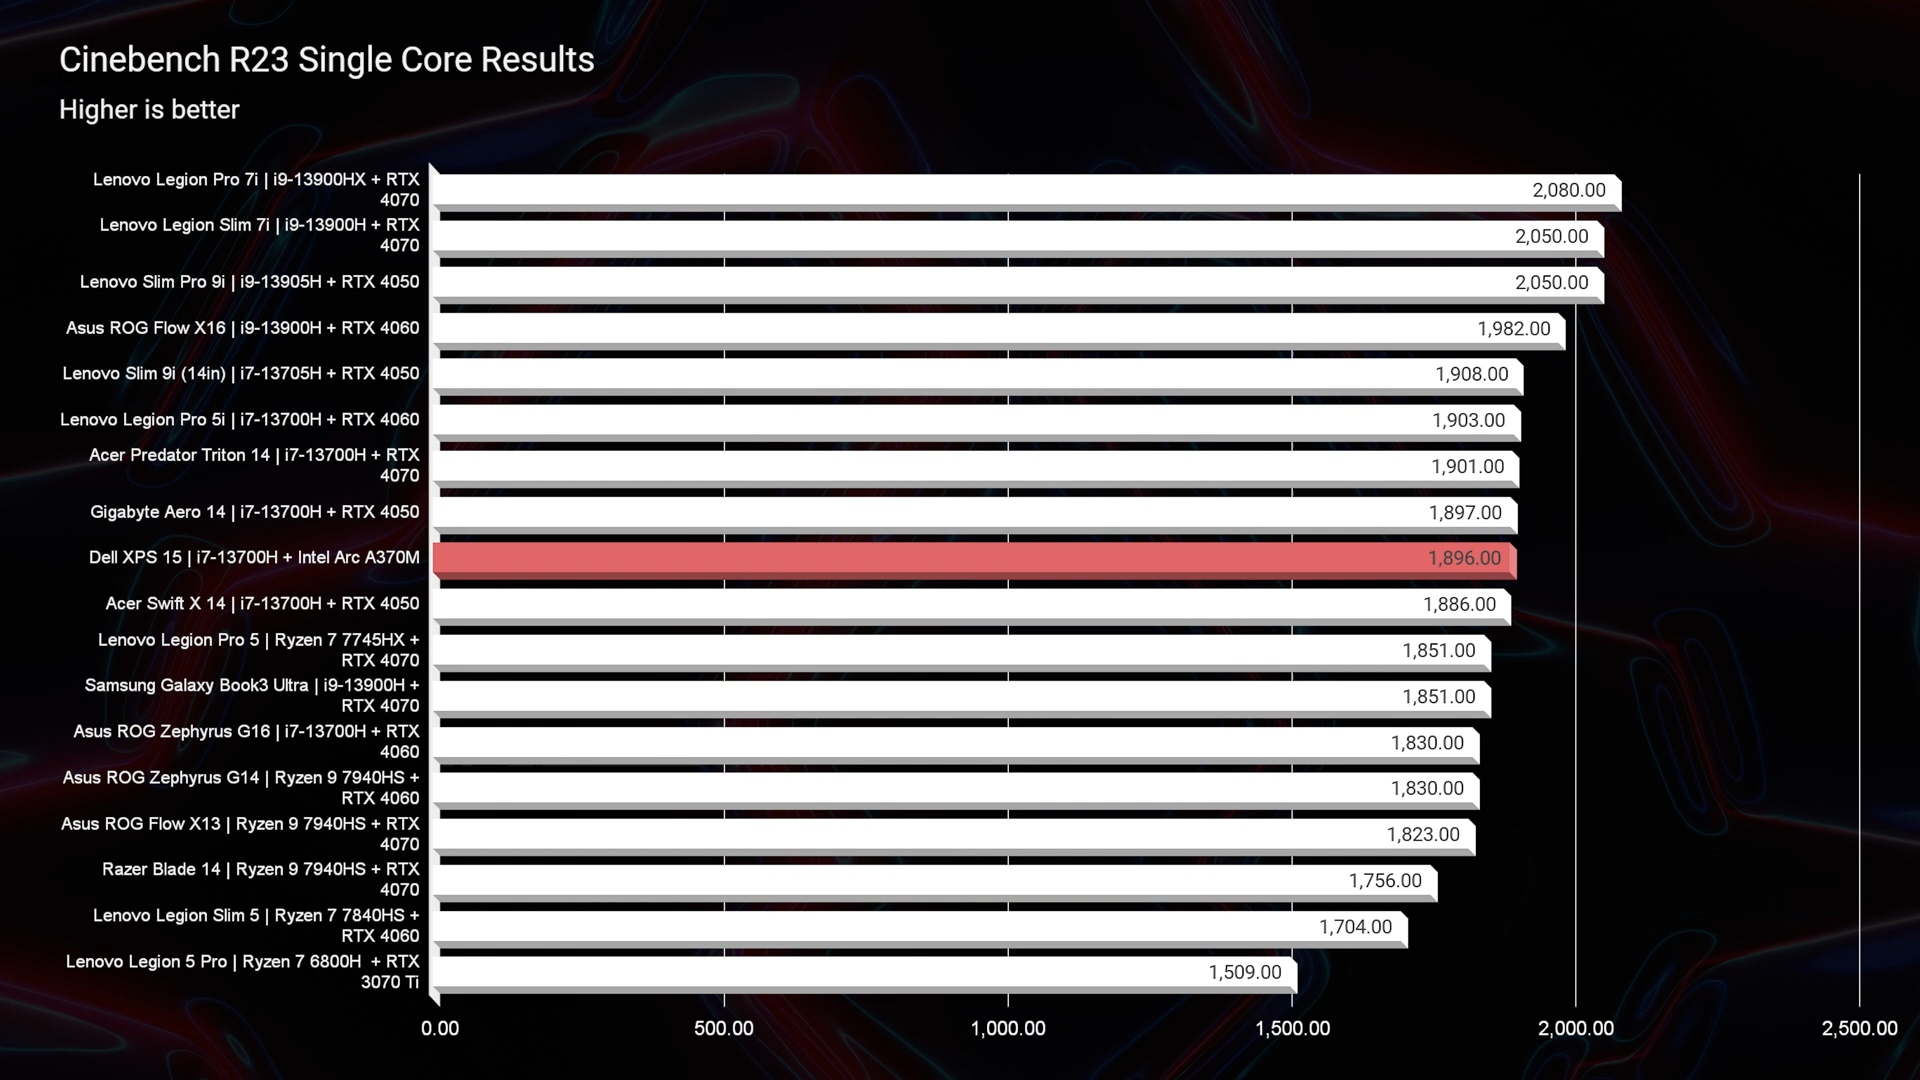 Cinebench R23 Single Core Results
Higher is better
Lenovo Legion Pro 7i | i9-13900HX + RTX
4070
2,080.00
Lenovo Legion Slim 7i | i9-13900H + RTX
4070
2,050.00
Lenovo Slim Pro 9i | i9-13905H + RTX 4050
2,050.00
Asus ROG Flow X16 | i9-13900H + RTX 4060
1,982.00
Lenovo Slim 9i (14in) | i7-13705H + RTX 4050
1,908.00
Lenovo Legion Pro 5i | i7-13700H + RTX 4060
1,903.00
Acer Predator Triton 14 | i7-13700H + RTX
4070
1,901.00
Gigabyte Aero 14 | i7-13700H + RTX 4050
1,897.00
Dell XPS 15 | i7-13700H + Intel Arc A370M
1,896.00
Acer Swift X 14 | i7-13700H + RTX 4050
1,886.00
Lenovo Legion Pro 5 | Ryzen 7 7745HX +
RTX 4070
1,851.00
Samsung Galaxy Book3 Ultra | i9-13900H +
RTX 4070
1,851.00
Asus ROG Zephyrus G16 | i7-13700H + RTX
4060
1,830.00
Asus ROG Zephyrus G14 | Ryzen 9 7940HS +
RTX 4060
1,830.00
Asus ROG Flow X13 | Ryzen 9 7940HS + RTX
4070
1,823.00
Razer Blade 14 | Ryzen 9 7940HS + RTX
4070
1,756.00
Lenovo Legion Slim 5 | Ryzen 7 7840HS +
RTX 4060
1,704.00
Lenovo Legion 5 Pro | Ryzen 7 6800H  + RTX
3070 Ti
1,509.00
0.00 500.00 1,000.00 1,500.00 2,000.00 2,500.00